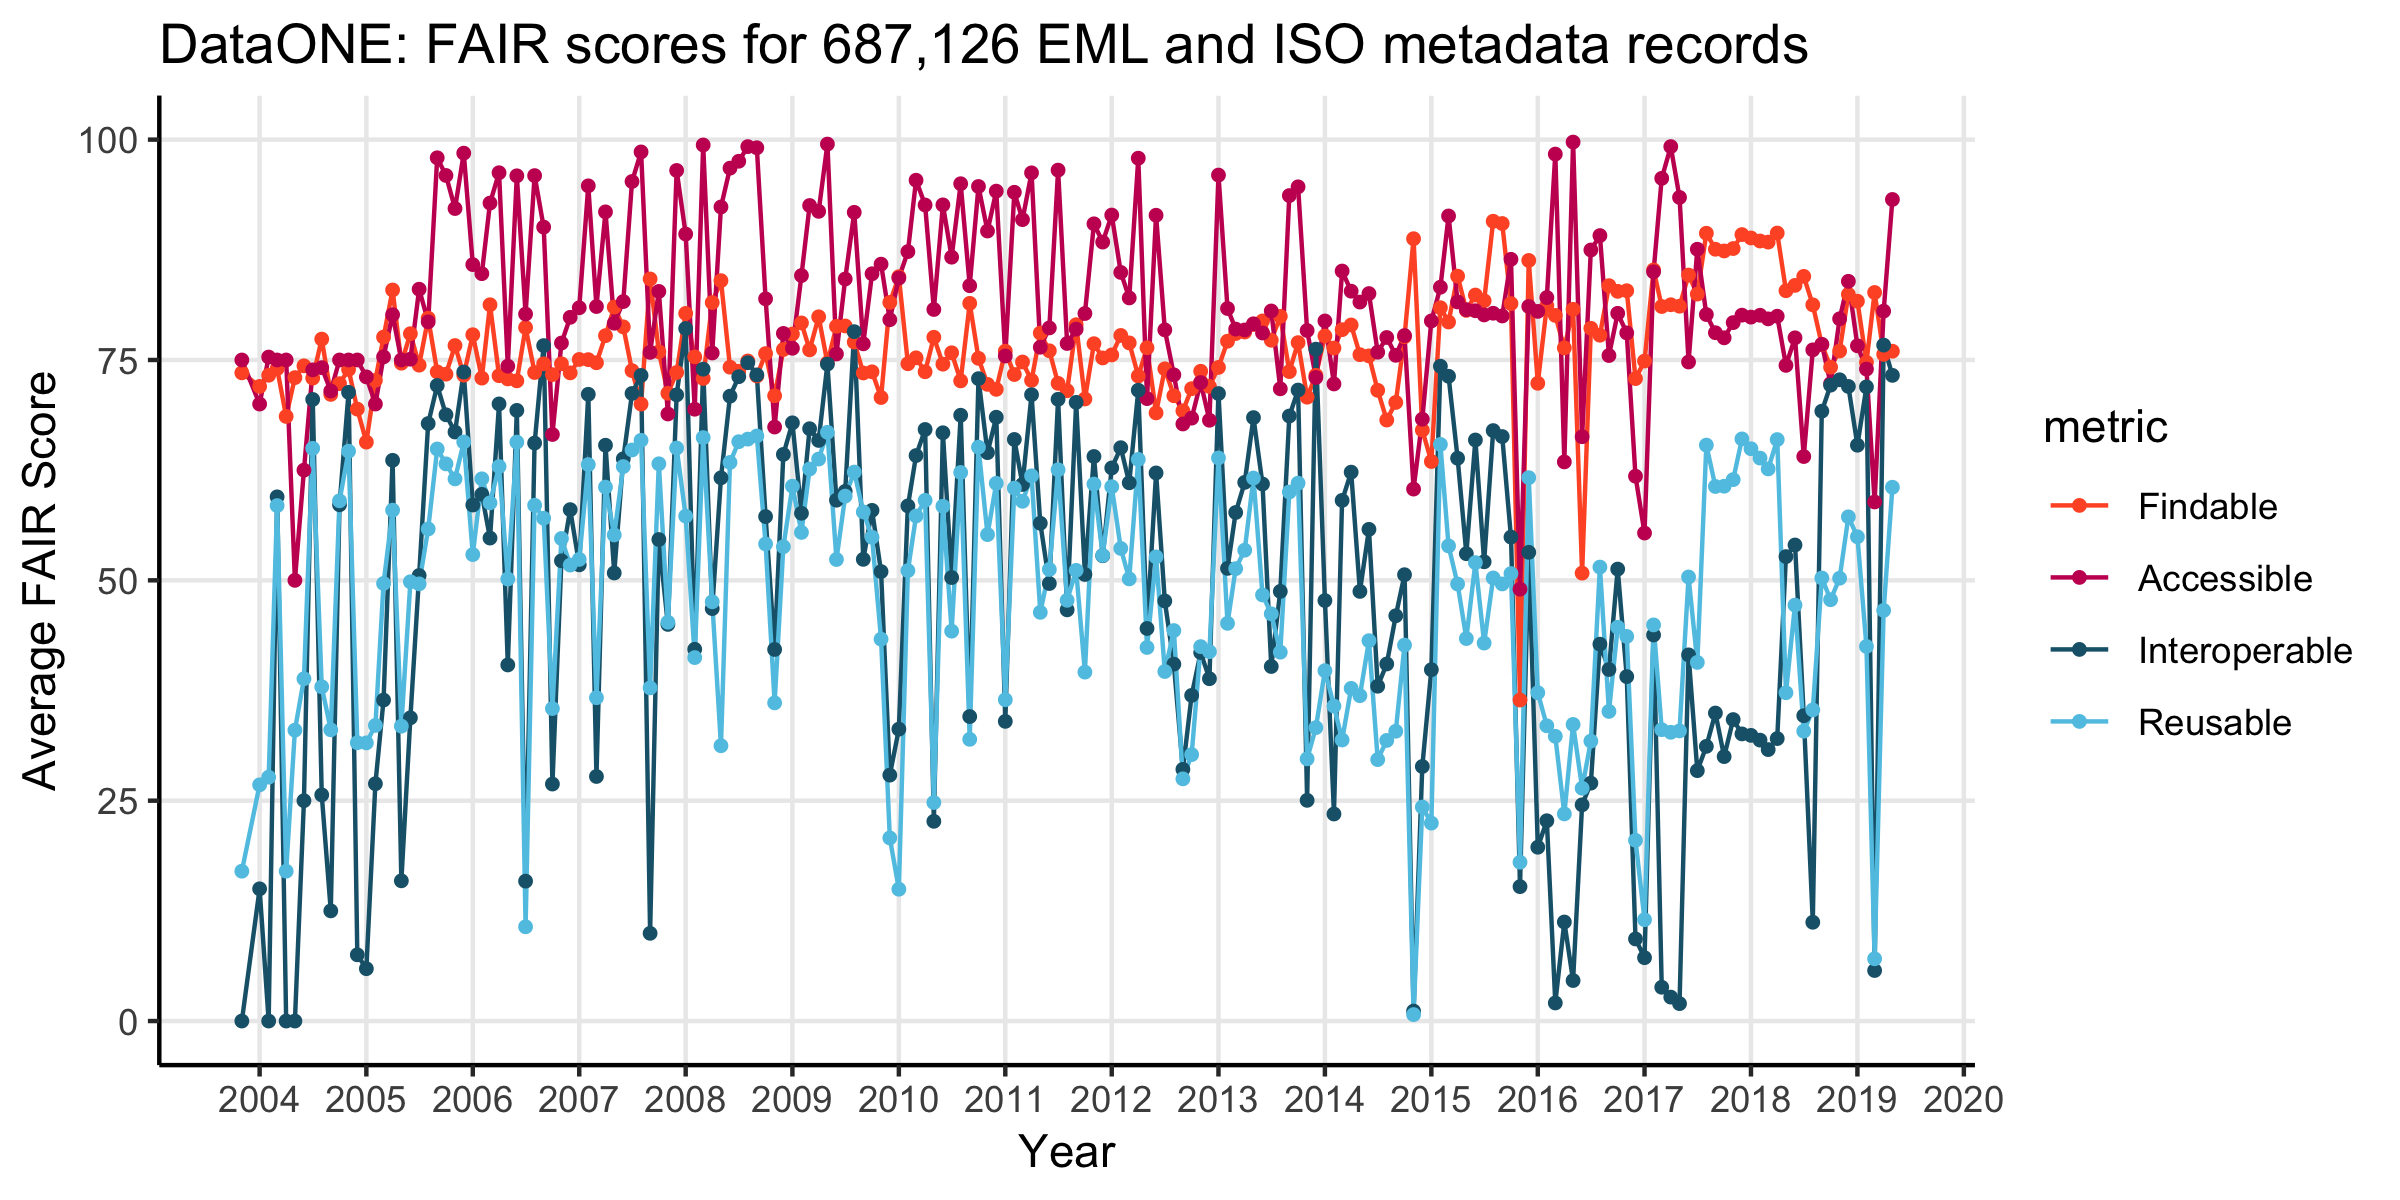 DataONE: FAIR scores for 687,126 EML and ISO metadata records
Average FAIR Score
100
75
50
25
0
2004 2005 2006 2007 2008 2009 2010 2011 2012 2013 2014 2015 2016 2017 2018 2019 2020
Year
metric
Findable
Accessible
Interoperable
Reusable